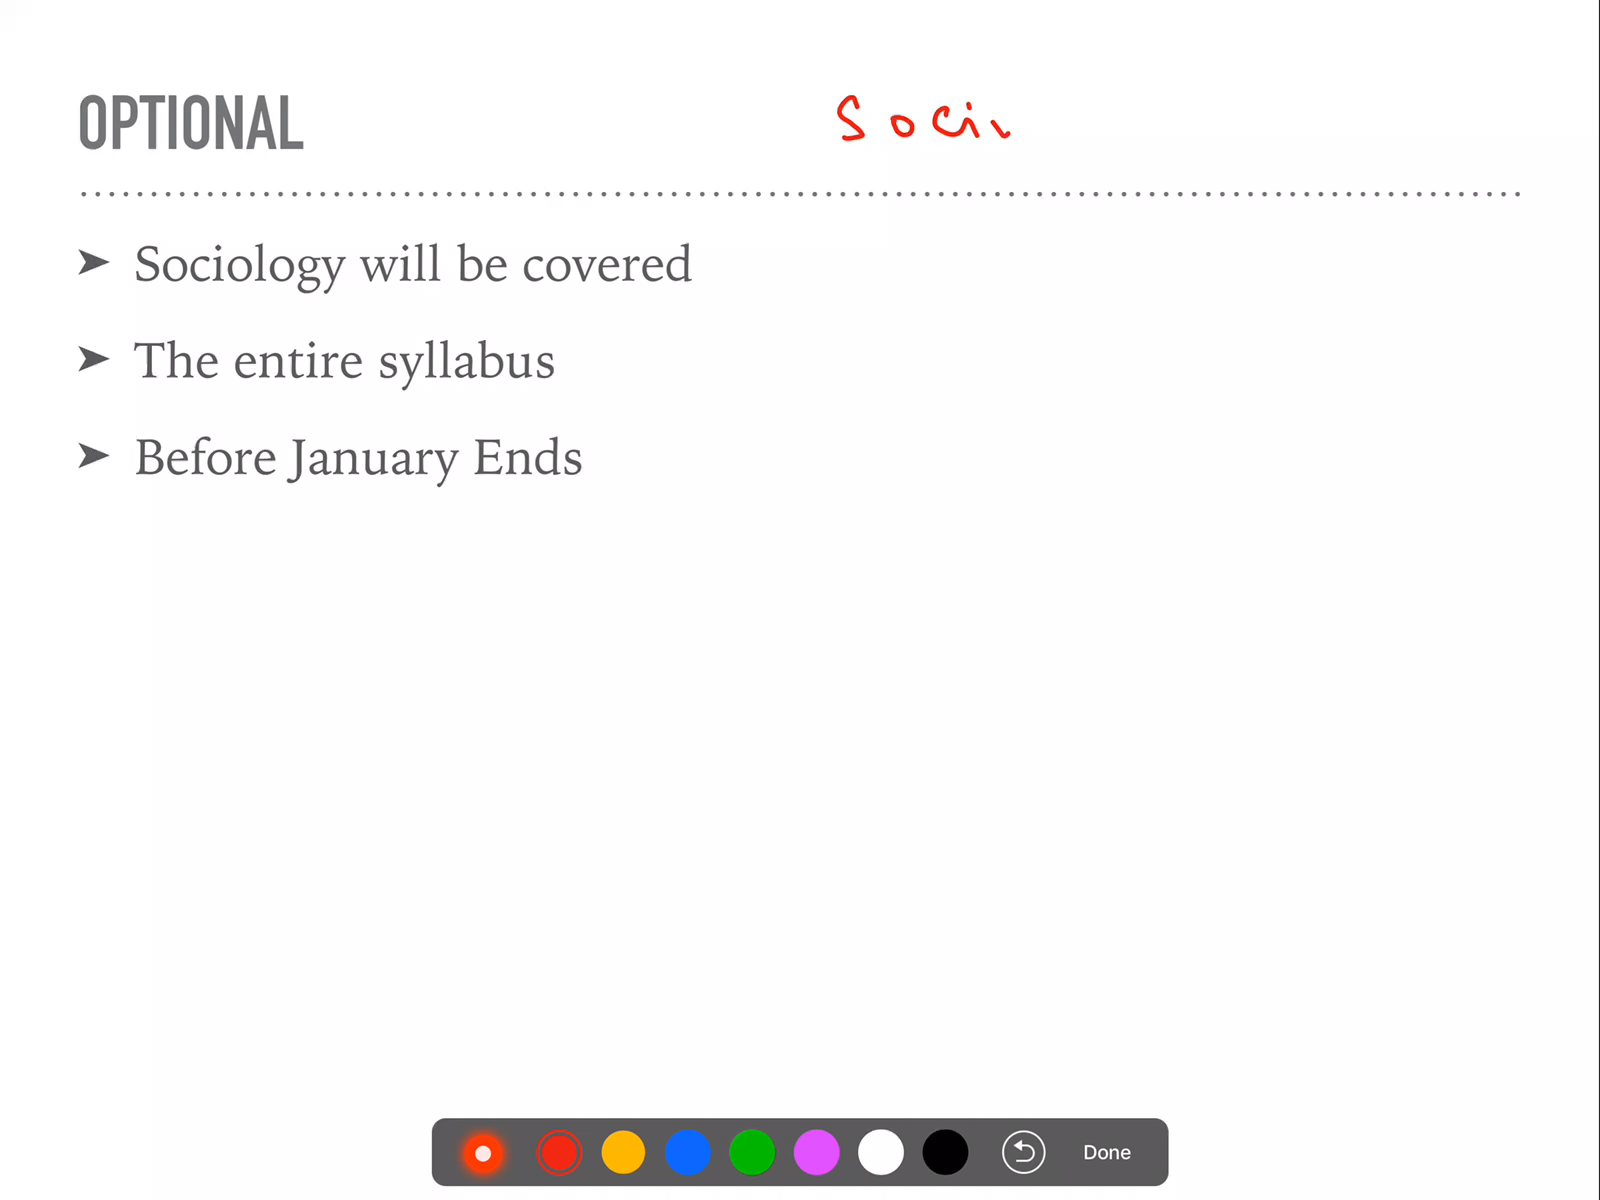 OPTIONAL
Soci
➤ Sociology will be covered
➤ The entire syllabus
➤ Before January Ends
Done